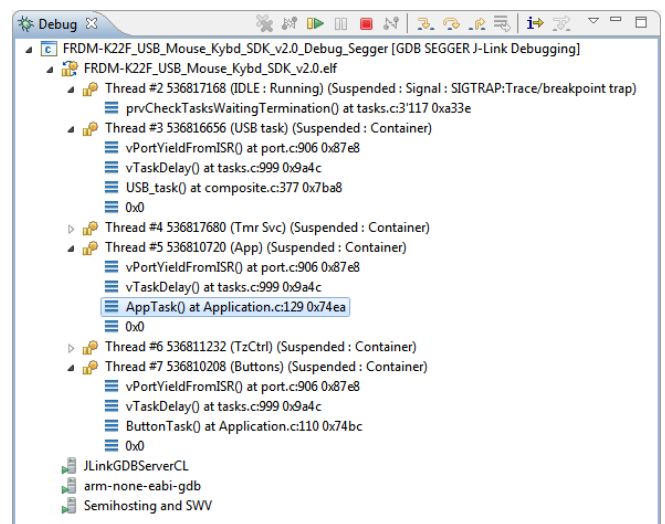 Debug
FRDM-K22F_USB_Mouse_Kybd_SDK_v2.0_Debug_Segger [GDB SEGGER J-Link Debugging]
FRDM-K22F_USB_Mouse_Kybd_SDK_v2.0.elf
Thread #2 536817168 (IDLE : Running) (Suspended : Signal : SIGTRAP:Trace/breakpoint trap)
prvCheckTasksWaitingTermination() at tasks.c:3'117 0xa33e
Thread #3 536816656 (USB task) (Suspended : Container)
vPortYieldFromISR() at port.c:906 0x87e8
vTaskDelay() at tasks.c:999 0x9a4c
USB_task() at composite.c:377 0x7ba8
0x0
Thread #4 536817680 (Tmr Svc) (Suspended : Container)
Thread #5 536810720 (App) (Suspended : Container)
vPortYieldFromISR() at port.c:906 0x87e8
vTaskDelay() at tasks.c:999 0x9a4c
AppTask() at Application.c:129 0x74ea
0x0
Thread #6 536811232 (TzCtrl) (Suspended : Container)
Thread #7 536810208 (Buttons) (Suspended : Container)
vPortYieldFromISR() at port.c:906 0x87e8
vTaskDelay() at tasks.c:999 0x9a4c
ButtonTask() at Application.c:110 0x74bc
0x0
JLinkGDBServerCL
arm-none-eabi-gdb
Semihosting and SWV